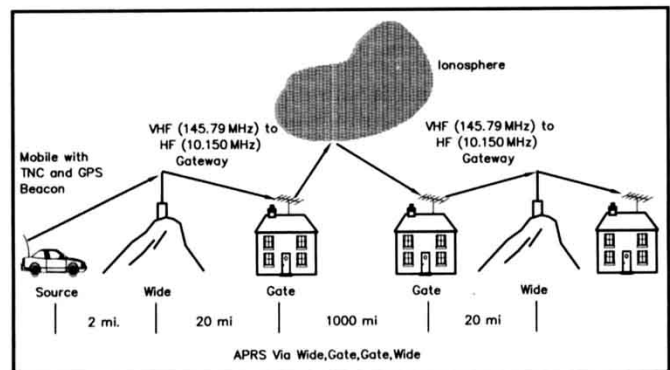 Ionosphere
VHF (145.79 MHz) to
HF (10.150 MHz)
Gateway
VHF (145.79 MHz) to
HF (10.150 MHz)
Gateway
Mobile with
TNC and GPS
Beacon
Source
Wide
Gate
Gate
Wide
2 mi.
20 mi
1000 mi
20 mi
APRS Via Wide,Gate,Gate,Wide